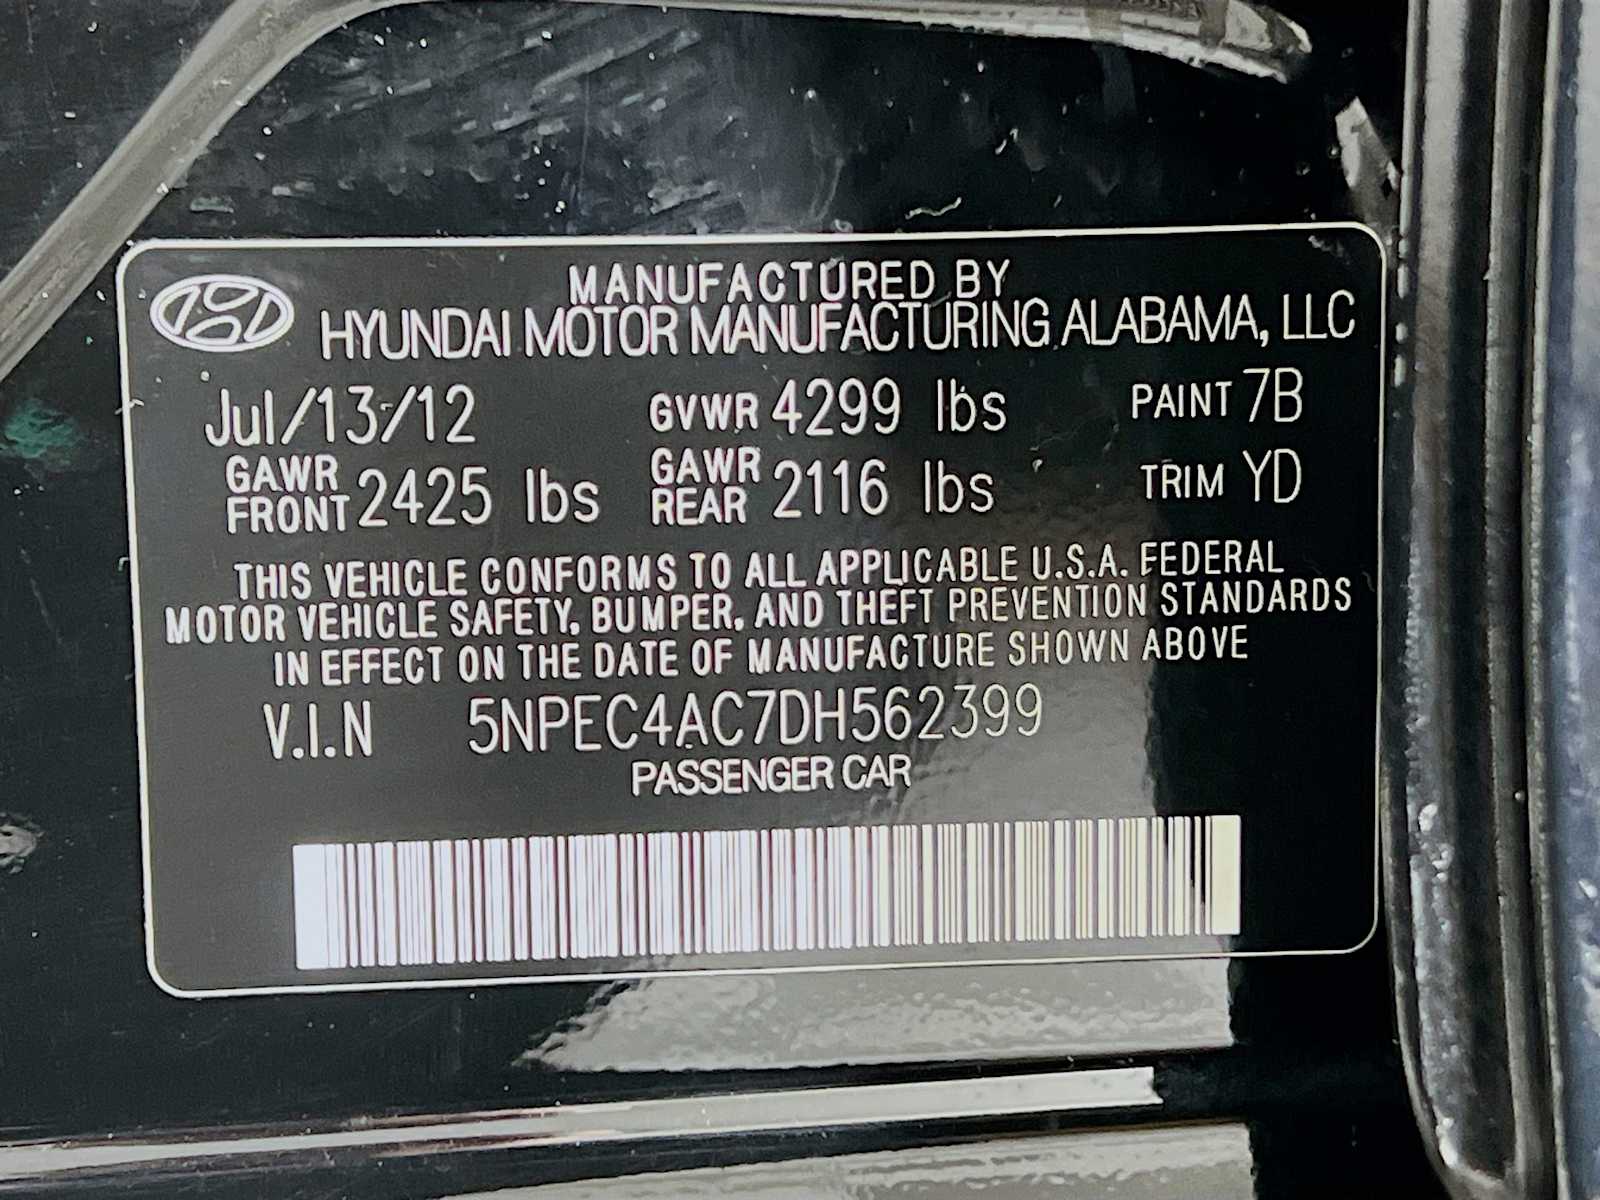 MANUFACTURED BY
HYUNDAI MOTOR MANUFACTURING ALABAMA, LLC
Jul/13/12 GVWR 4299 lbs PAINT 7B
GAWR FRONT 2425 lbs GAWR REAR 2116 lbs TRIM YD
THIS VEHICLE CONFORMS TO ALL APPLICABLE U.S.A. FEDERAL
MOTOR VEHICLE SAFETY, BUMPER, AND THEFT PREVENTION STANDARDS
IN EFFECT ON THE DATE OF MANUFACTURE SHOWN ABOVE
V.I.N 5NPEC4AC7DH562399
PASSENGER CAR